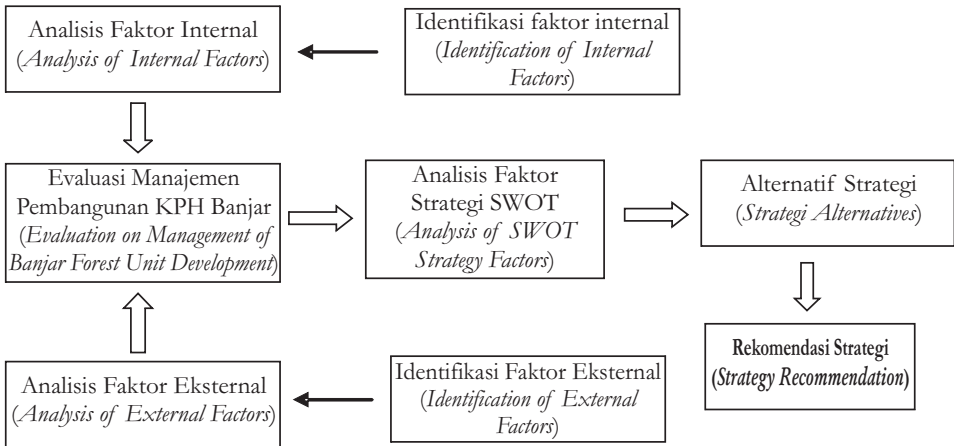 Analisis Faktor Internal
(Analysis of Internal Factors)
Identifikasi faktor internal
(Identification of Internal
Factors)
Evaluasi Manajemen
Pembangunan KPH Banjar
(Evaluation on Management of
Banjar Forest Unit Development)
Analisis Faktor
Strategi SWOT
(Analysis of SWOT
Strategy Factors)
Alternatif Strategi
(Strategi Alternatives)
Rekomendasi Strategi
(Strategy Recommendation)
Analisis Faktor Eksternal
(Analysis of External Factors)
Identifikasi Faktor Eksternal
(Identification of External
Factors)